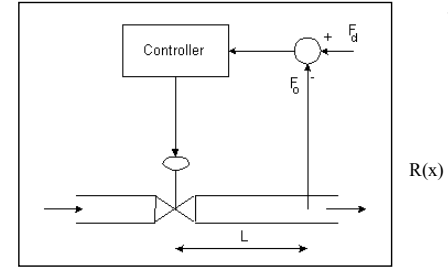 Controller
+
F_d
F_o
-
R(x)
L